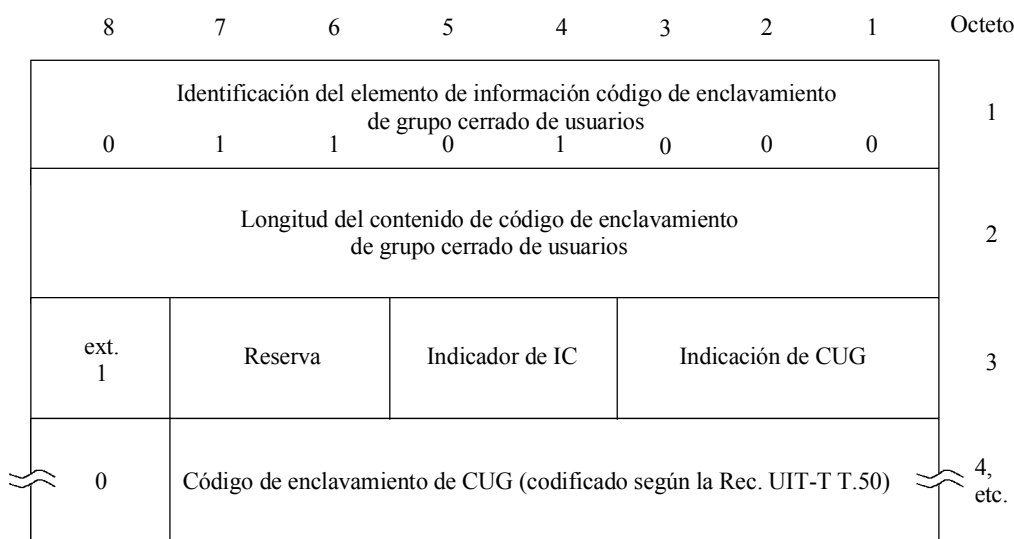 8 7 6 5 4 3 2 1 Octeto
Identificación del elemento de información código de enclavamiento
de grupo cerrado de usuarios
0 1 1 0 1 0 0 0
1
Longitud del contenido de código de enclavamiento
de grupo cerrado de usuarios
2
ext.
1
Reserva
Indicador de IC
Indicación de CUG
3
0
Código de enclavamiento de CUG (codificado según la Rec. UIT-T T.50)
4,
etc.